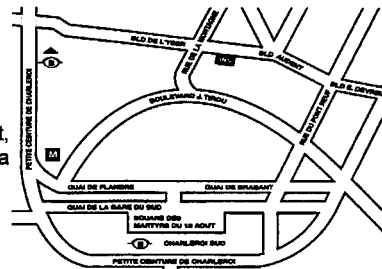 BLD DE L'YSER
RUE DE LA MONTAGNE
BLD AUDENT
BLD S. DEVREU
PETITE CEINTURE DE CHARLEROI
BOULEVARD J. TIROU
RUE DU PONT NEUF
t,
a
M
QUAI DE FLANDRE
QUAI DE BRABANT
QUAI DE LA GARE DU SUD
SQUARE DES
MARTYRS DU 18 AOUT
B
CHARLEROI SUD
PETITE CEINTURE DE CHARLEROI